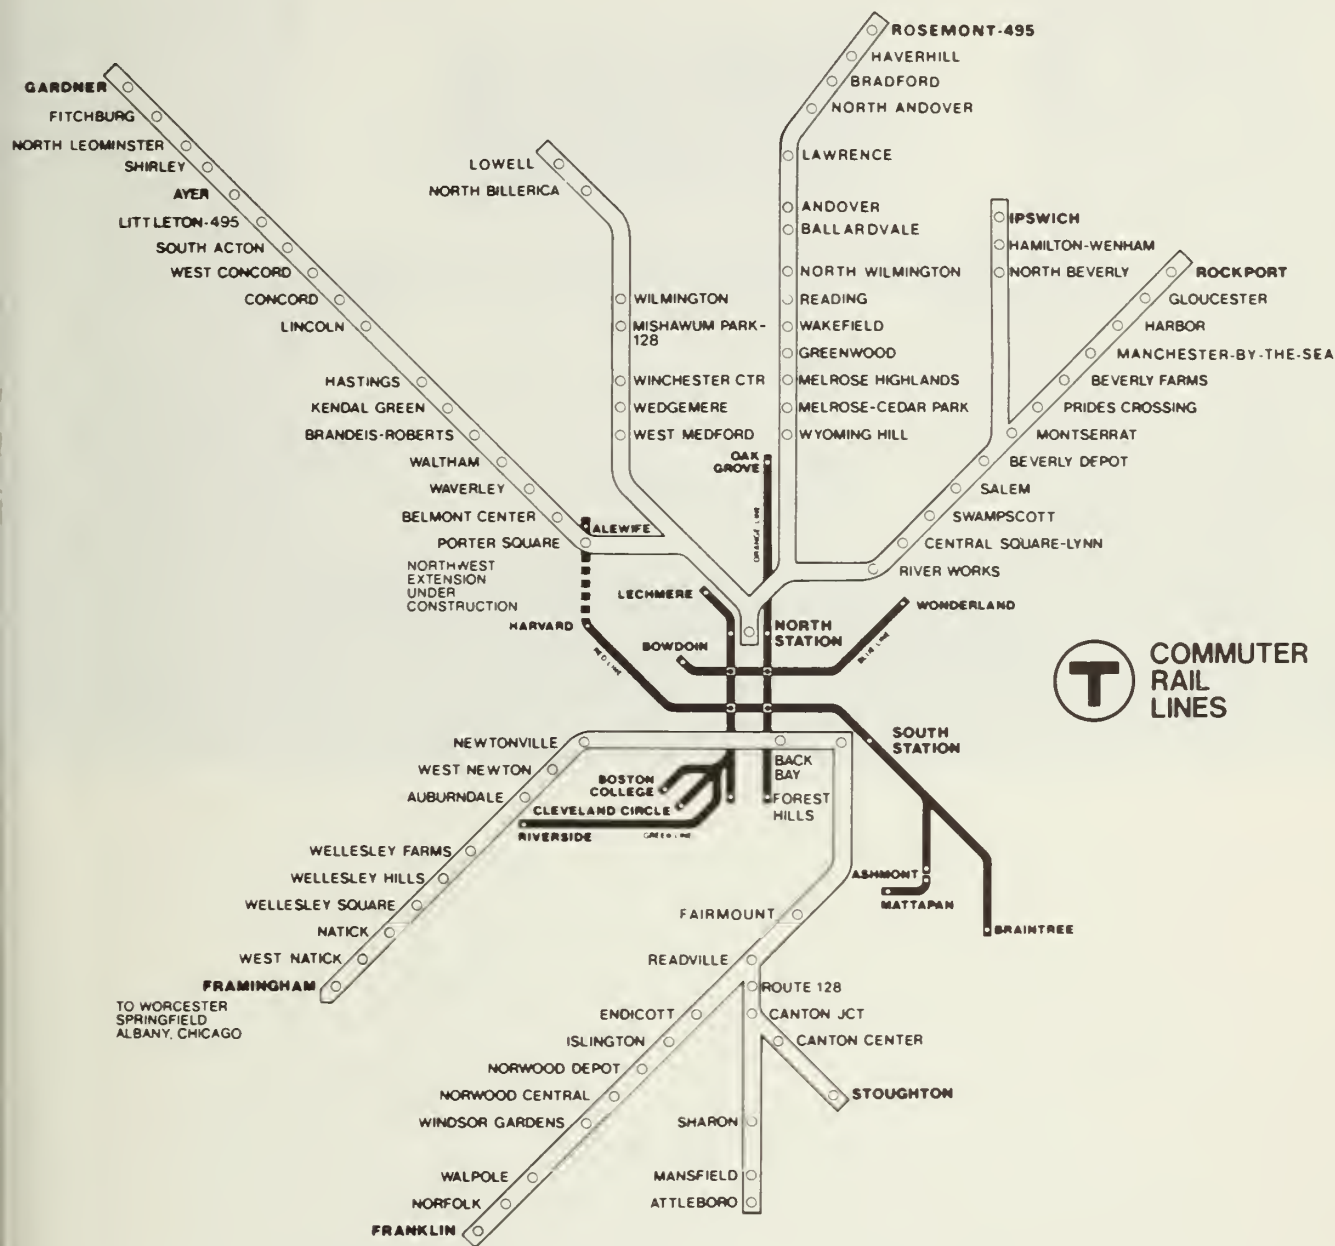 ROSEMONT-495
HAVERHILL
BRADFORD
NORTH ANDOVER
LAWRENCE
ANDOVER
BALLARDVALE
NORTH WILMINGTON
READING
WAKEFIELD
GREENWOOD
MELROSE HIGHLANDS
MELROSE-CEDAR PARK
WYOMING HILL
GARDNER
FITCHBURG
NORTH LEOMINSTER
SHIRLEY
AYER
LITTLETON-495
SOUTH ACTON
WEST CONCORD
CONCORD
LINCOLN
HASTINGS
KENDAL GREEN
BRANDEIS-ROBERTS
WALTHAM
WAVERLEY
BELMONT CENTER
PORTER SQUARE
LOWELL
NORTH BILLERICA
WILMINGTON
MISHAWUM PARK-
128
WINCHESTER CTR
WEDGEMERE
WEST MEDFORD
IPSWICH
HAMILTON-WENHAM
NORTH BEVERLY
ROCKPORT
GLOUCESTER
HARBOR
MANCHESTER-BY-THE-SEA
BEVERLY FARMS
PRIDES CROSSING
MONTSERRAT
BEVERLY DEPOT
SALEM
SWAMPSCOTT
CENTRAL SQUARE-LYNN
RIVER WORKS
OAK
GROVE
ORANGE LINE
ALEWIFE
NORTHWEST
EXTENSION
UNDER
CONSTRUCTION
HARVARD
RED LINE
LECHMERE
NORTH
STATION
BOWDOIN
WONDERLAND
BLUE LINE
T
COMMUTER
RAIL
LINES
SOUTH
STATION
NEWTONVILLE
WEST NEWTON
AUBURNDALE
WELLESLEY FARMS
WELLESLEY HILLS
WELLESLEY SQUARE
NATICK
WEST NATICK
FRAMINGHAM
TO WORCESTER
SPRINGFIELD
ALBANY, CHICAGO
BACK
BAY
BOSTON
COLLEGE
CLEVELAND CIRCLE
RIVERSIDE
GREEN LINE
FOREST
HILLS
ASHMONT
MATTAPAN
BRAINTREE
FAIRMOUNT
READVILLE
ROUTE 128
ENDICOTT
CANTON JCT
ISLINGTON
CANTON CENTER
NORWOOD DEPOT
NORWOOD CENTRAL
STOUGHTON
WINDSOR GARDENS
SHARON
WALPOLE
MANSFIELD
NORFOLK
ATTLEBORO
FRANKLIN